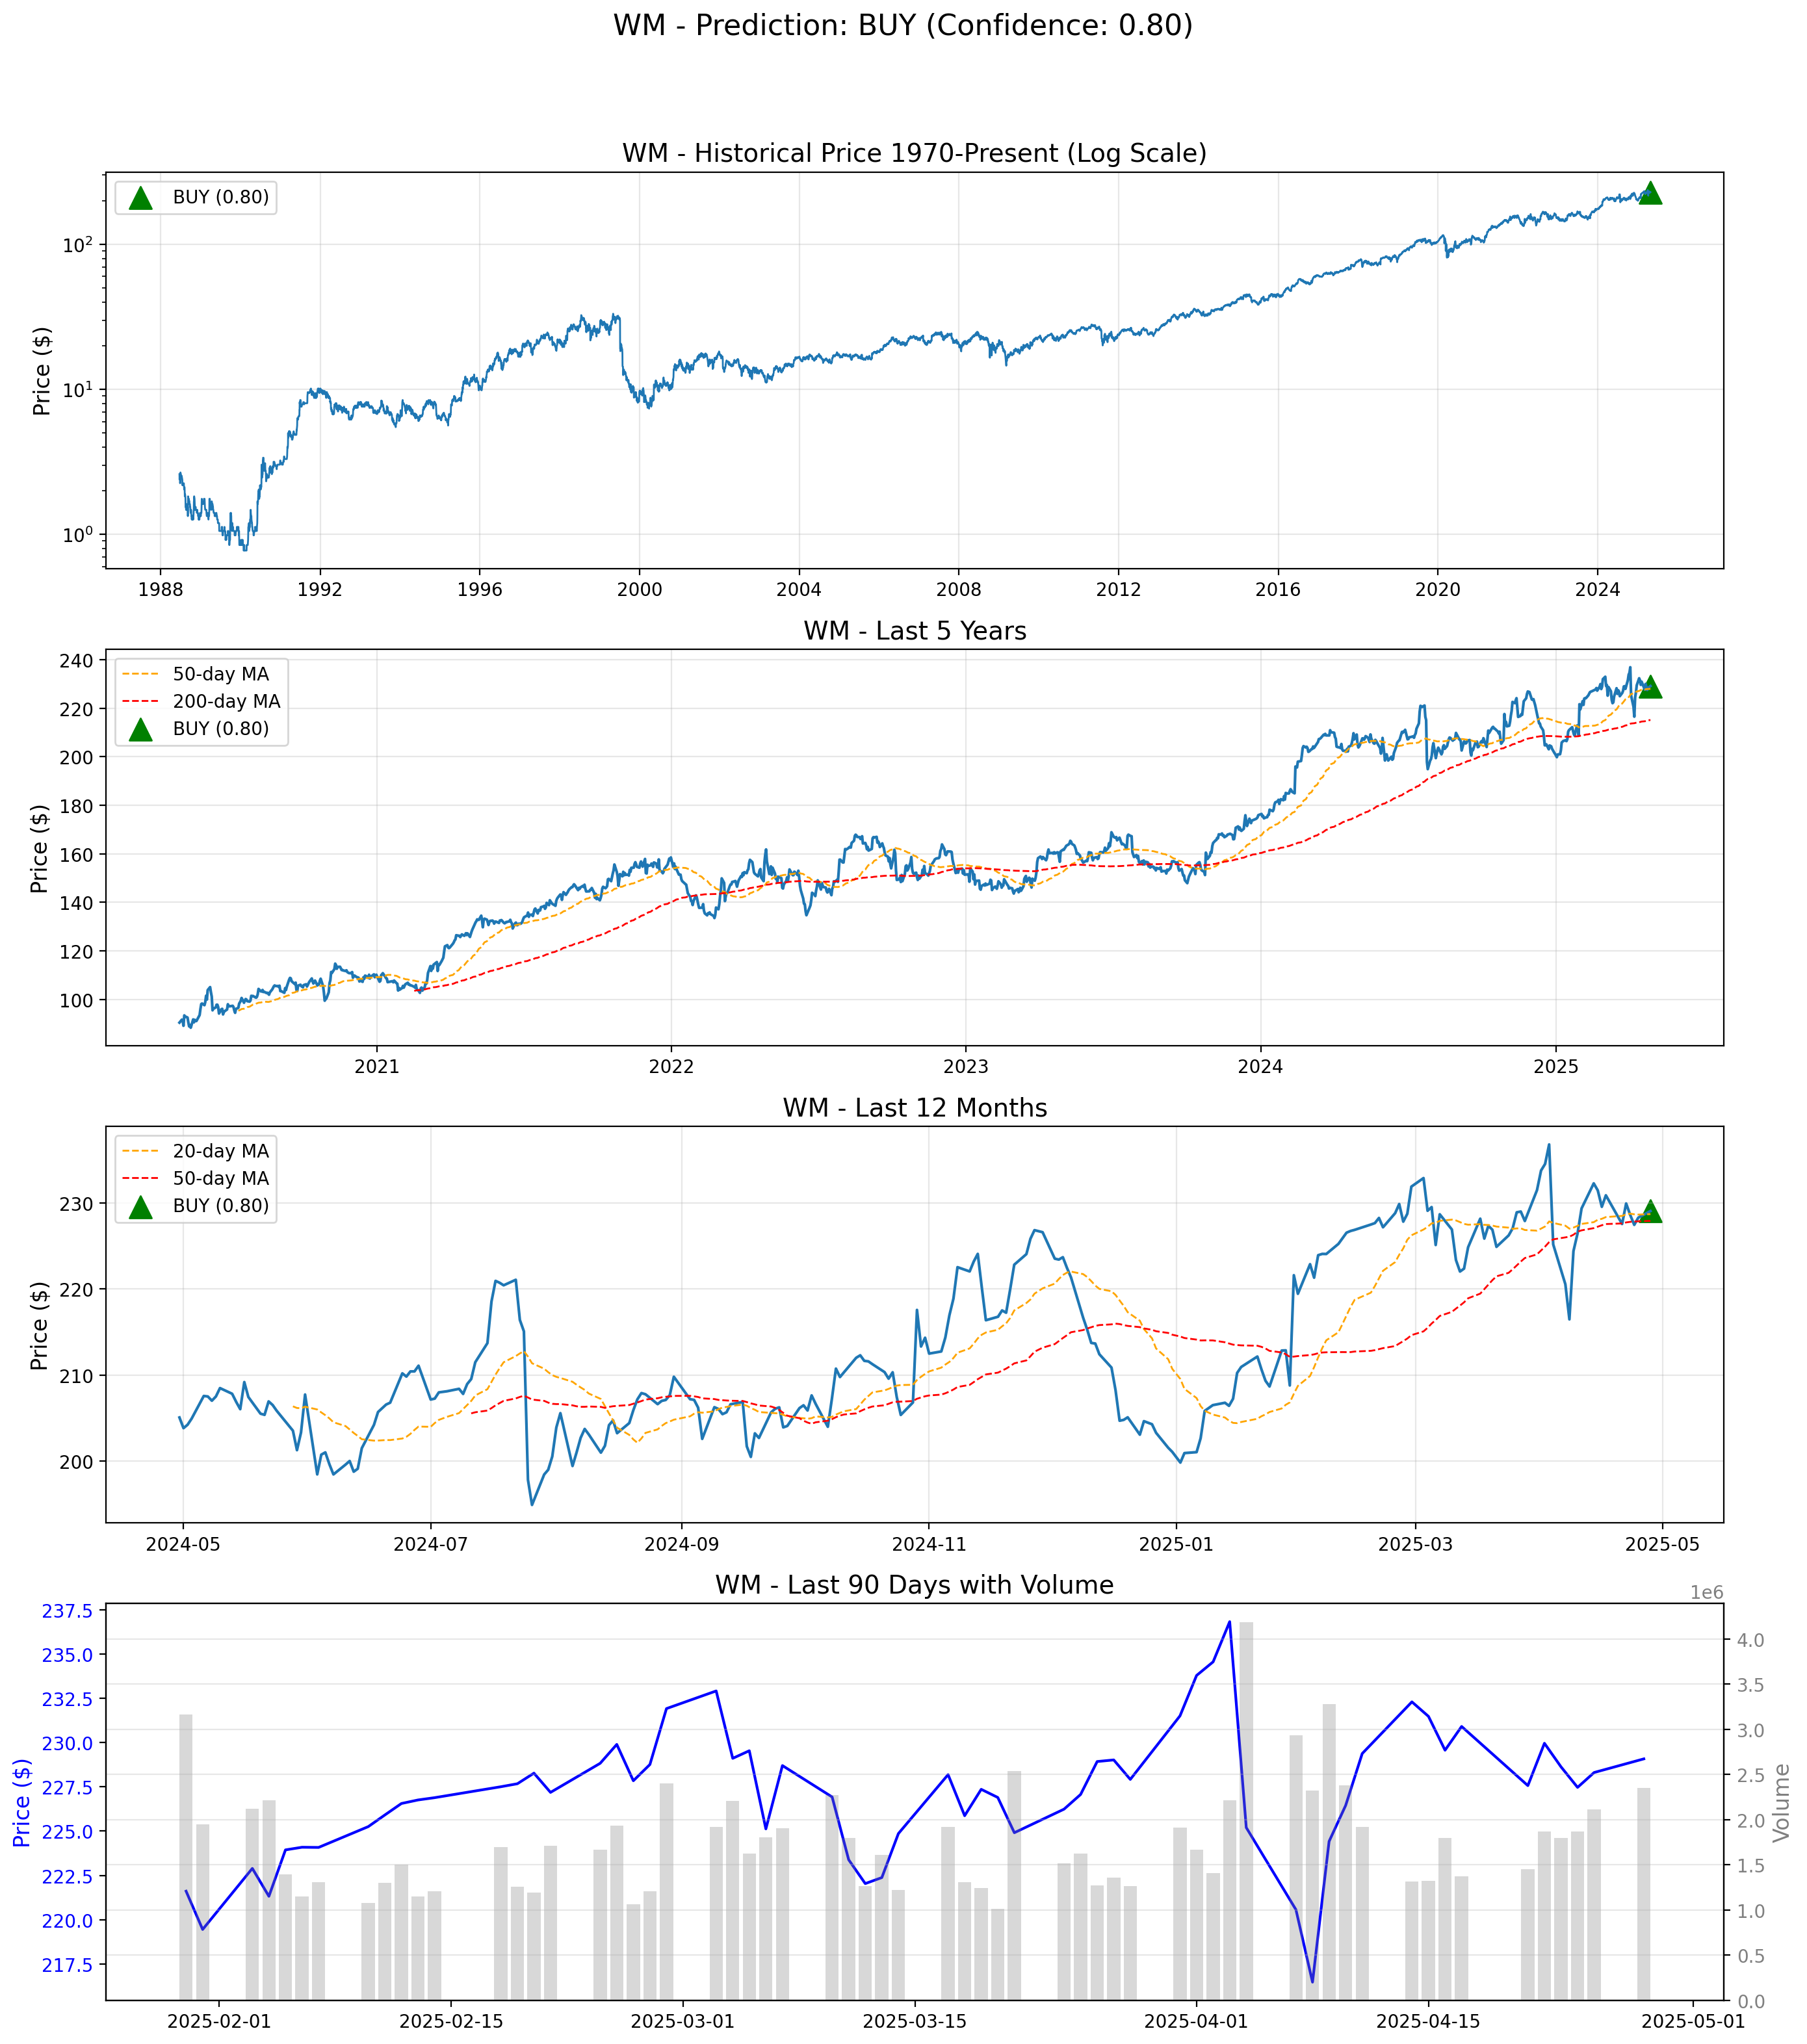 WM - Prediction: BUY (Confidence: 0.80)
WM - Historical Price 1970-Present (Log Scale)
BUY (0.80)
Price ($)
10²
10¹
10⁰
1988 1992 1996 2000 2004 2008 2012 2016 2020 2024
WM - Last 5 Years
50-day MA
200-day MA
BUY (0.80)
Price ($)
240
220
200
180
160
140
120
100
2021 2022 2023 2024 2025
WM - Last 12 Months
20-day MA
50-day MA
BUY (0.80)
Price ($)
230
220
210
200
2024-05 2024-07 2024-09 2024-11 2025-01 2025-03 2025-05
WM - Last 90 Days with Volume
1e6
Price ($)
237.5
235.0
232.5
230.0
227.5
225.0
222.5
220.0
217.5
4.0
3.5
3.0
2.5
2.0
1.5
1.0
0.5
0.0
Volume
2025-02-01 2025-02-15 2025-03-01 2025-03-15 2025-04-01 2025-04-15 2025-05-01